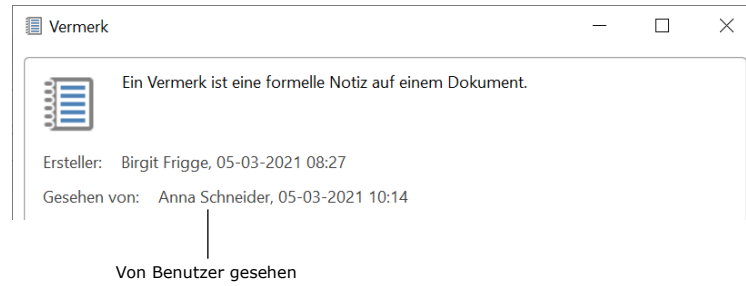 Vermerk
Ein Vermerk ist eine formelle Notiz auf einem Dokument.
Ersteller: Birgit Frigge, 05-03-2021 08:27
Gesehen von: Anna Schneider, 05-03-2021 10:14
Von Benutzer gesehen